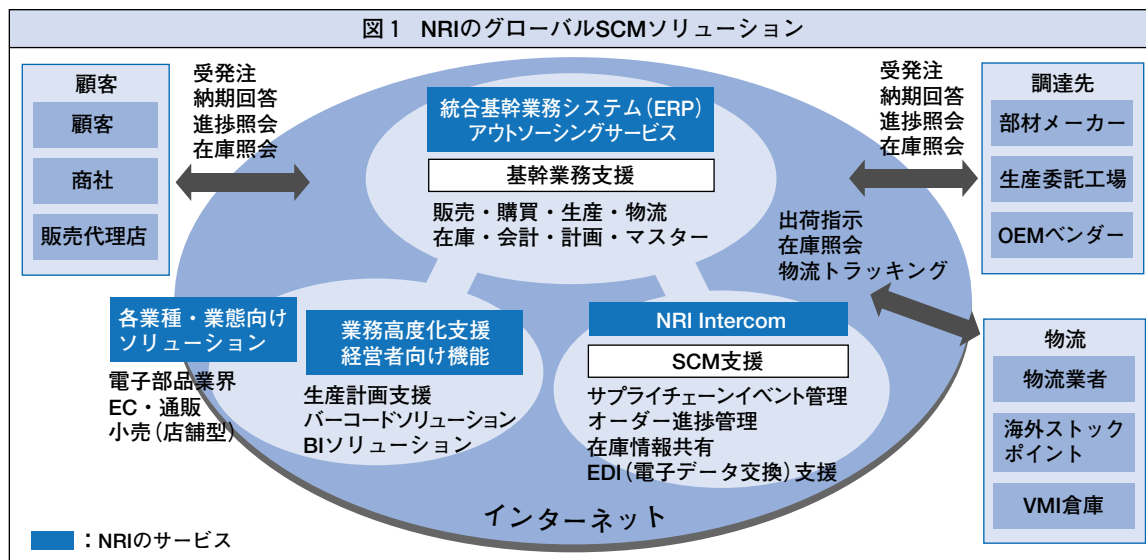 図1 NRIのグローバルSCMソリューション
顧客
顧客
商社
販売代理店
受発注
納期回答
進捗照会
在庫照会
統合基幹業務システム(ERP)
アウトソーシングサービス
基幹業務支援
販売・購買・生産・物流
在庫・会計・計画・マスター
受発注
納期回答
進捗照会
在庫照会
調達先
部材メーカー
生産委託工場
OEMベンダー
出荷指示
在庫照会
物流トラッキング
各業種・業態向け
ソリューション
電子部品業界
EC・通販
小売(店舗型)
業務高度化支援
経営者向け機能
生産計画支援
バーコードソリューション
BIソリューション
NRI Intercom
SCM支援
サプライチェーンイベント管理
オーダー進捗管理
在庫情報共有
EDI(電子データ交換)支援
物流
物流業者
海外ストック
ポイント
VMI倉庫
インターネット
:NRIのサービス